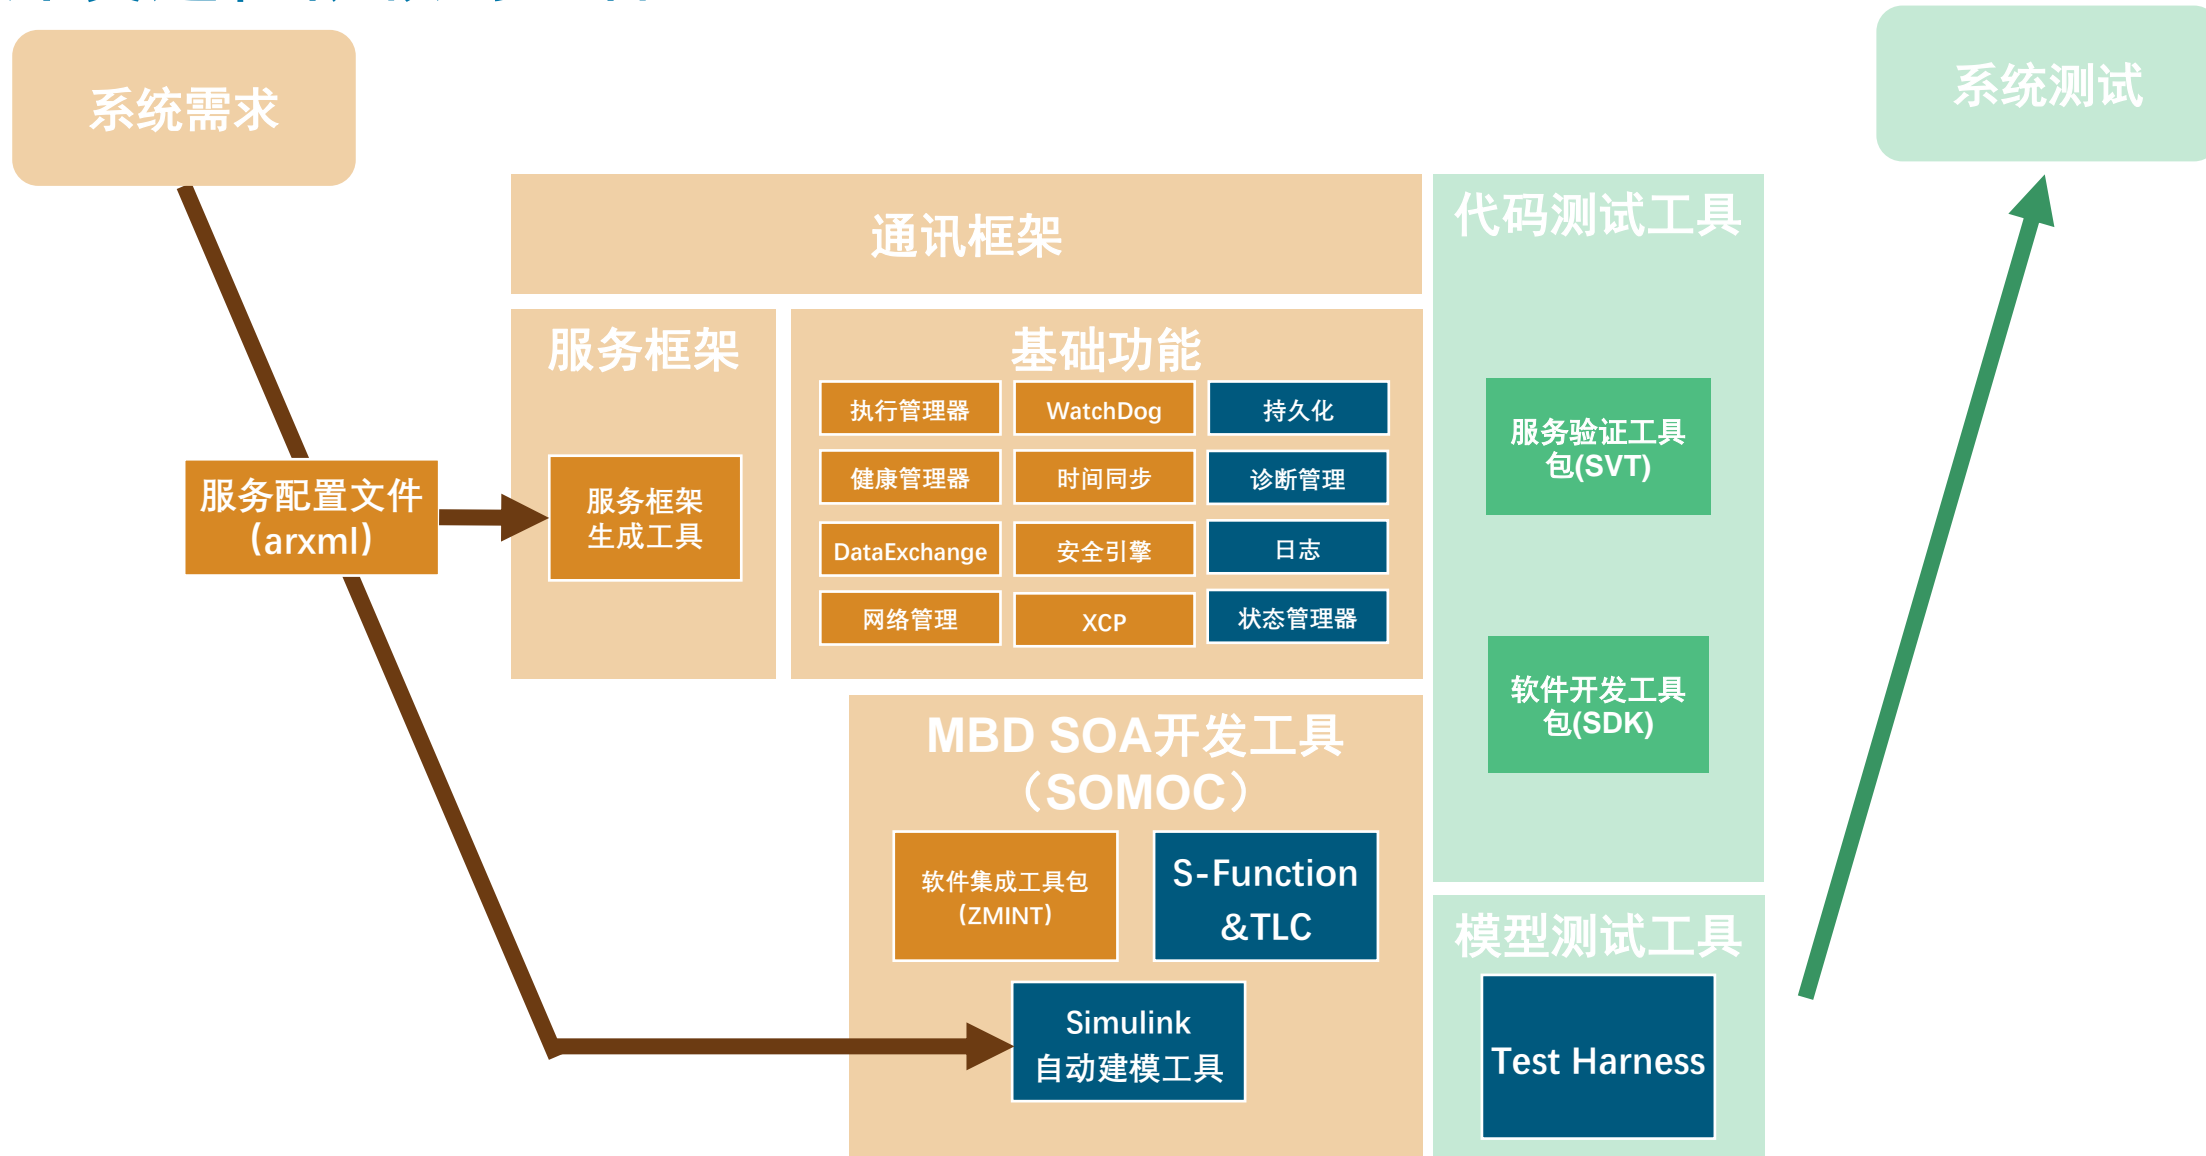 系统需求
系统测试
通讯框架
代码测试工具
服务框架
基础功能
执行管理器
WatchDog
持久化
健康管理器
时间同步
诊断管理
DataExchange
安全引擎
日志
网络管理
XCP
状态管理器
服务配置文件
(arxml)
服务框架
生成工具
服务验证工具
包(SVT)
软件开发工具
包(SDK)
MBD SOA开发工具
（SOMOC）
软件集成工具包
(ZMINT)
S-Function
&TLC
Simulink
自动建模工具
模型测试工具
Test Harness